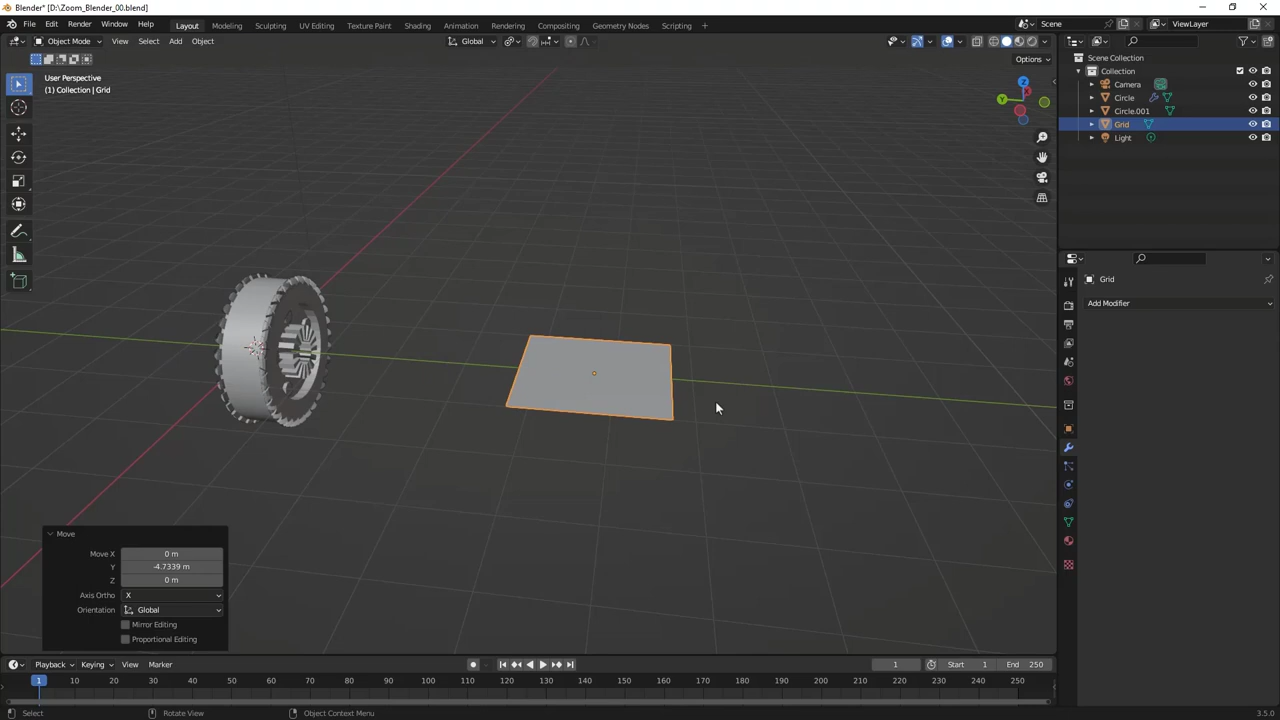 Blender* [D:\Zoom_Blender_00.blend]
File Edit Render Window Help Layout Modeling Sculpting UV Editing Texture Paint Shading Animation Rendering Compositing Geometry Nodes Scripting + Scene ViewLayer
Object Mode View Select Add Object Global
Options
User Perspective
(1) Collection | Grid
Z
Y
Scene Collection
Collection
Camera
Circle
Circle.001
Grid
Light
Grid
Add Modifier
Move
Move X 0 m
Y -4.7339 m
Z 0 m
Axis Ortho X
Orientation Global
Mirror Editing
Proportional Editing
Playback Keying View Marker 1 Start 1 End 250
1 10 20 30 40 50 60 70 80 90 100 110 120 130 140 150 160 170 180 190 200 210 220 230 240 250
Select Rotate View Object Context Menu 3.5.0